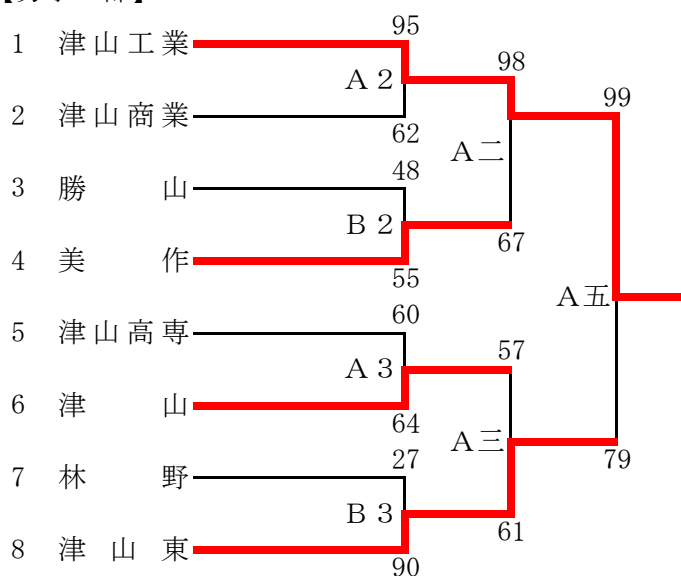 95
1 津山工業
98
A 2
99
2 津山商業
62
A二
48
3 勝 山
B 2
67
4 美 作
55
A五
60
5 津山高専
57
A 3
6 津 山
64
A三
27
79
7 林 野
B 3
61
8 津 山 東
90